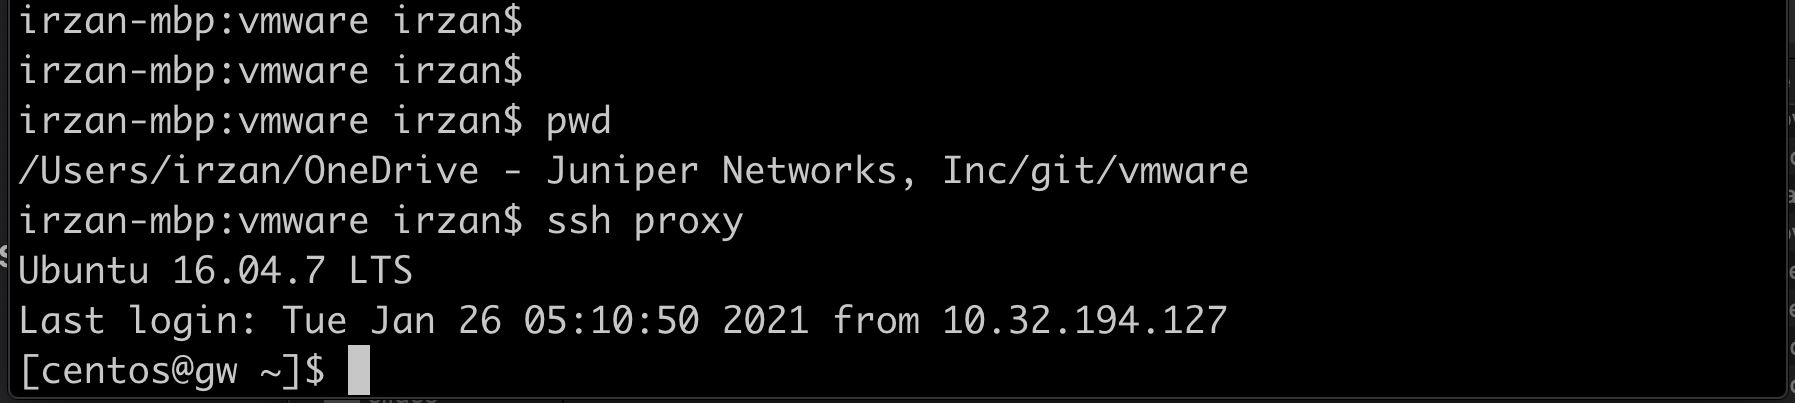 irzan-mbp:vmware irzan$
irzan-mbp:vmware irzan$
irzan-mbp:vmware irzan$ pwd
/Users/irzan/OneDrive - Juniper Networks, Inc/git/vmware
irzan-mbp:vmware irzan$ ssh proxy
Ubuntu 16.04.7 LTS
Last login: Tue Jan 26 05:10:50 2021 from 10.32.194.127
[centos@gw ~]$